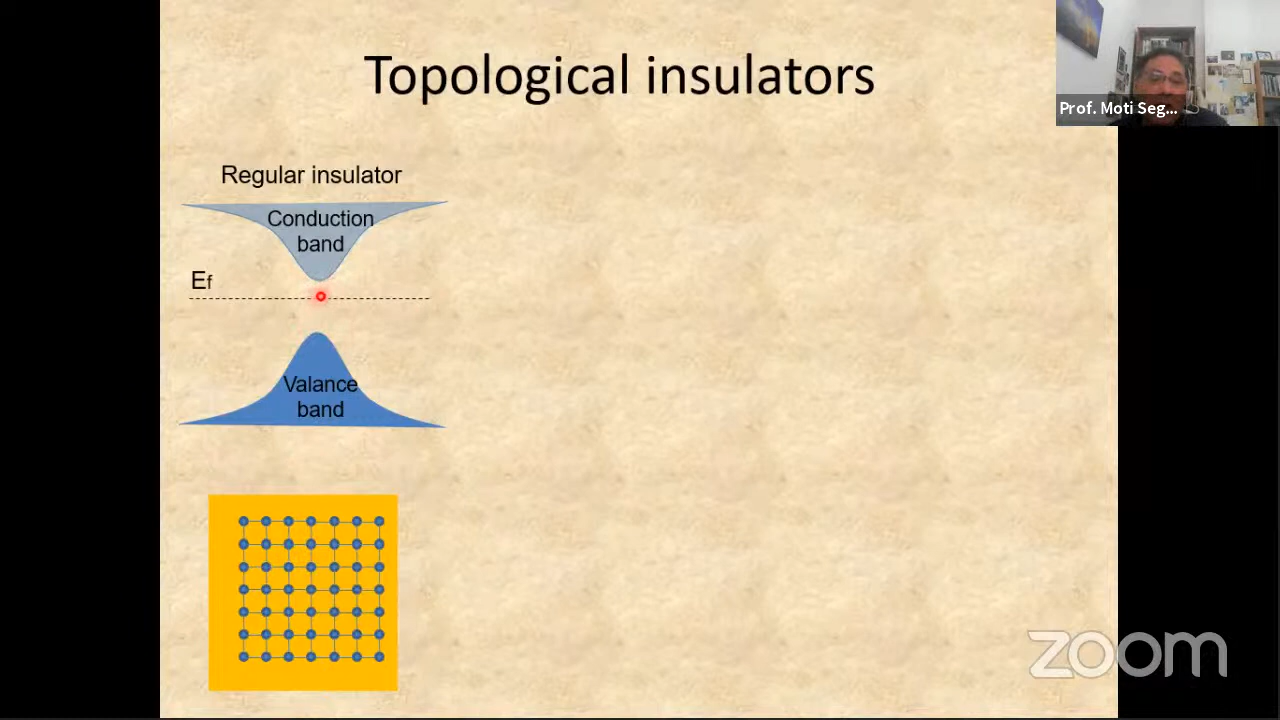 Topological insulators
Prof. Moti Seg...
Regular insulator
Conduction
band
Ef
Valance
band
zoom